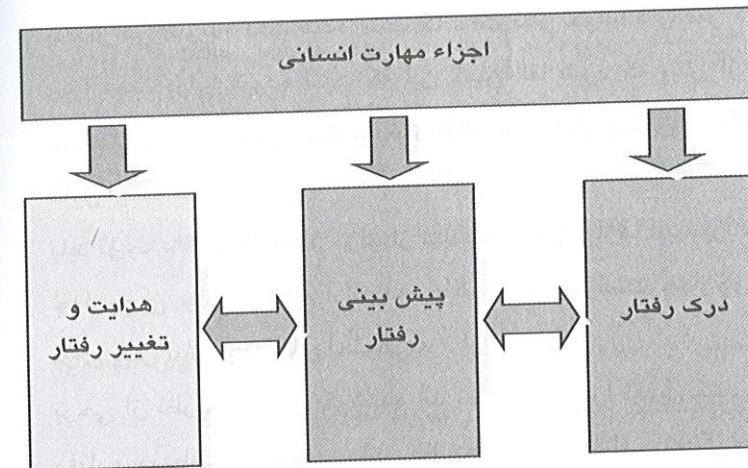 اجزاء مهارت انسانی
درک رفتار
پیش بینی
رفتار
هدایت و
تغییر رفتار